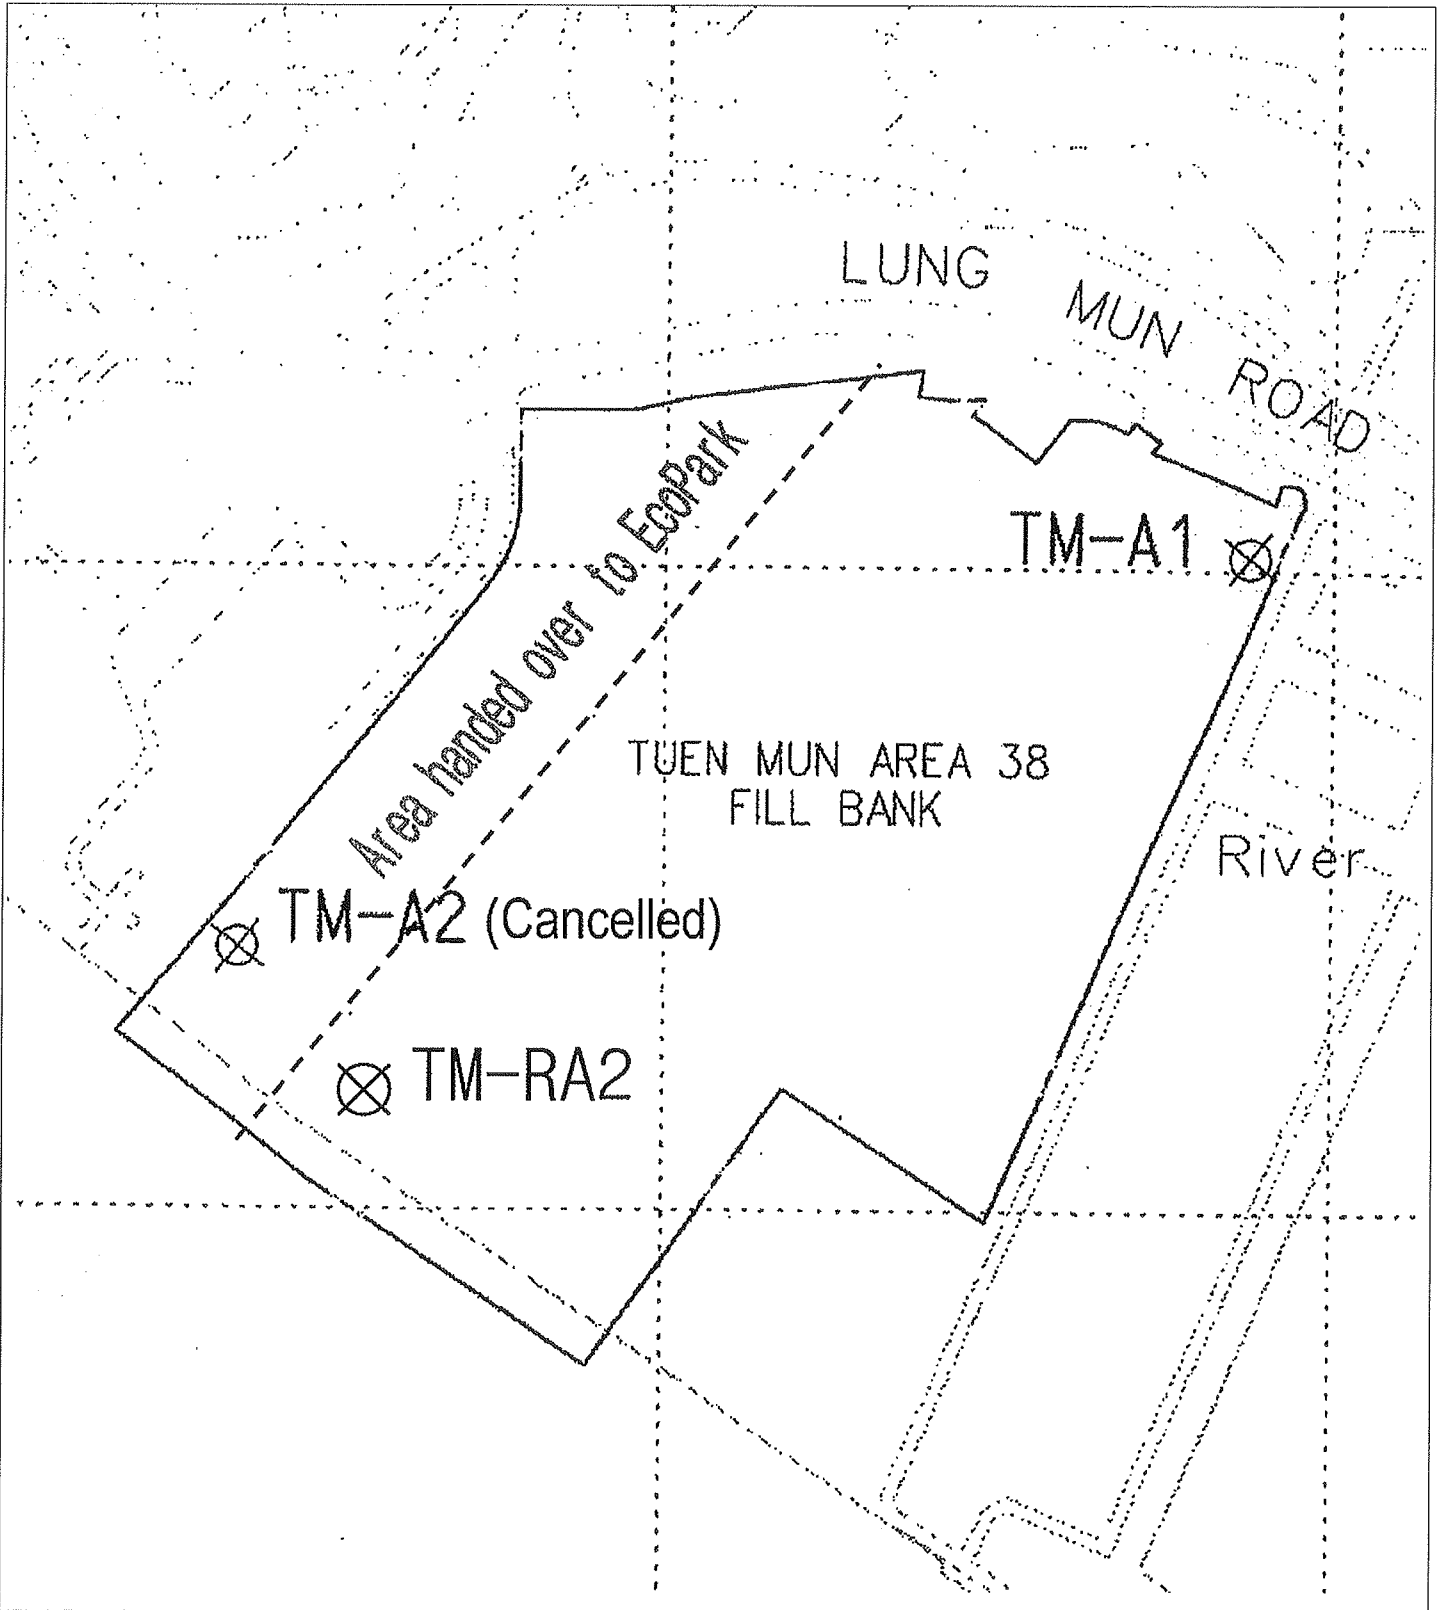 LUNG MUN ROAD
Area handed over to EcoPark
TM-A1
TUEN MUN AREA 38
FILL BANK
River
TM-A2 (Cancelled)
TM-RA2